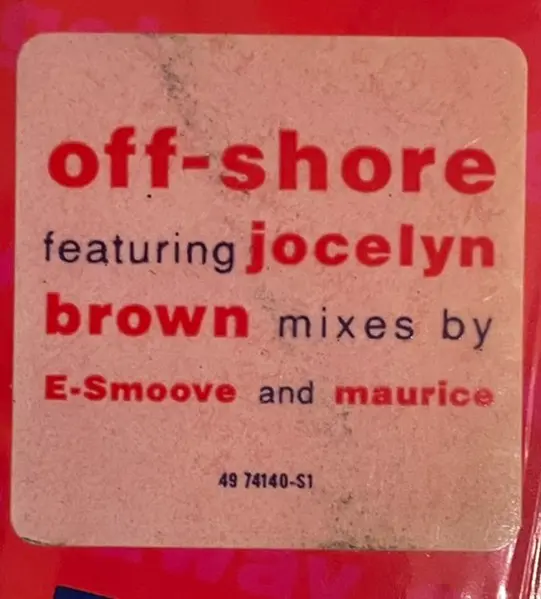 off-shore
featuring jocelyn
brown mixes by
E-Smoove and maurice
49 74140-S1